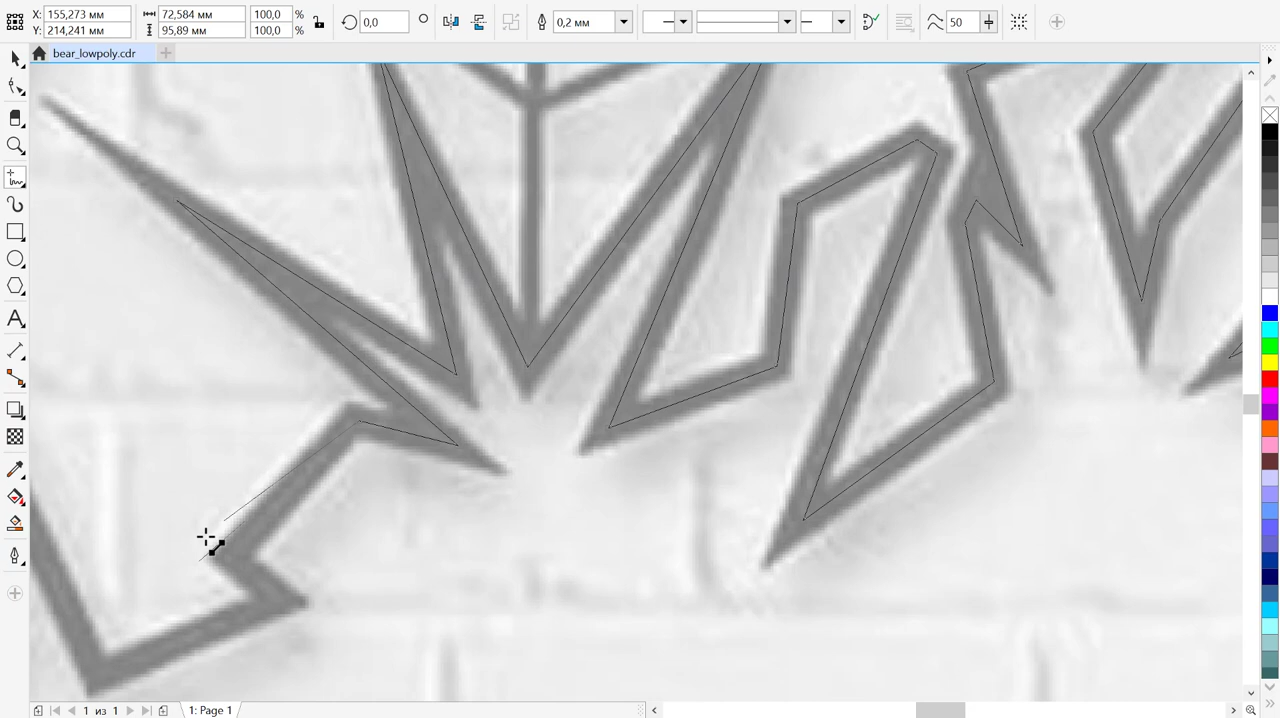 X: 155,273 мм 72,584 мм 100,0 %
Y: 214,241 мм 95,89 мм 100,0 %
0,0
0,2 мм
50
bear_lowpoly.cdr
1 из 1
1: Page 1